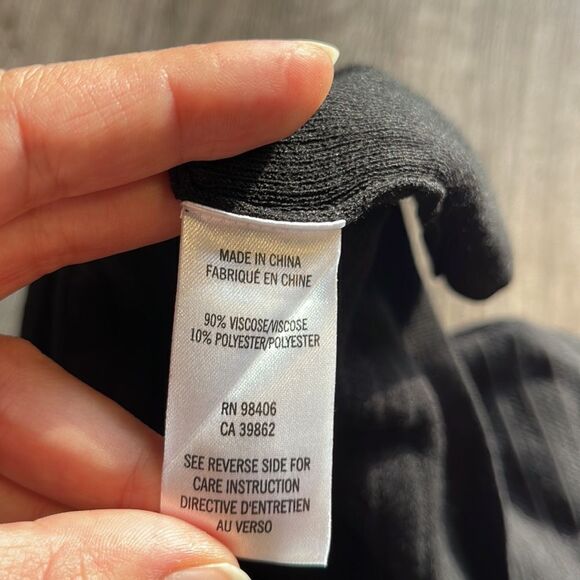 MADE IN CHINA
FABRIQUÉ EN CHINE
90% VISCOSE/VISCOSE
10% POLYESTER/POLYESTER
RN 98406
CA 39862
SEE REVERSE SIDE FOR
CARE INSTRUCTION
DIRECTIVE D'ENTRETIEN
AU VERSO